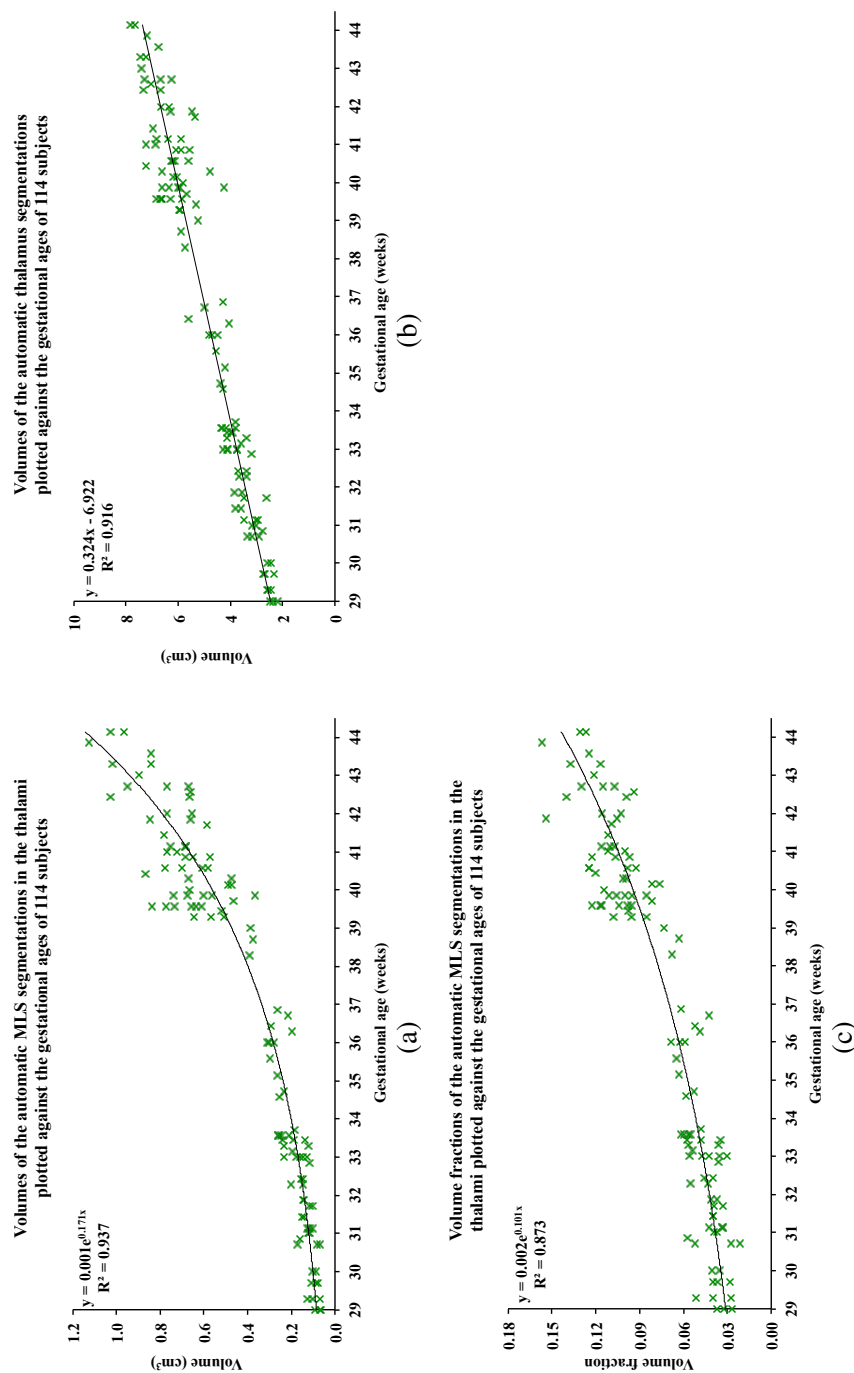 Volumes of the automatic MLS segmentations in the thalami
plotted against the gestational ages of 114 subjects
y = 0.001e^0.171x
R² = 0.937
1.2
1.0
0.8
0.6
0.4
0.2
0.0
Volume (cm³)
29 30 31 32 33 34 35 36 37 38 39 40 41 42 43 44
Gestational age (weeks)
(a)
Volumes of the automatic thalamus segmentations
plotted against the gestational ages of 114 subjects
y = 0.324x - 6.922
R² = 0.916
10
8
6
4
2
0
Volume (cm³)
29 30 31 32 33 34 35 36 37 38 39 40 41 42 43 44
Gestational age (weeks)
(b)
Volume fractions of the automatic MLS segmentations in the
thalami plotted against the gestational ages of 114 subjects
y = 0.002e^0.101x
R² = 0.873
0.18
0.15
0.12
0.09
0.06
0.03
0.00
Volume fraction
29 30 31 32 33 34 35 36 37 38 39 40 41 42 43 44
Gestational age (weeks)
(c)